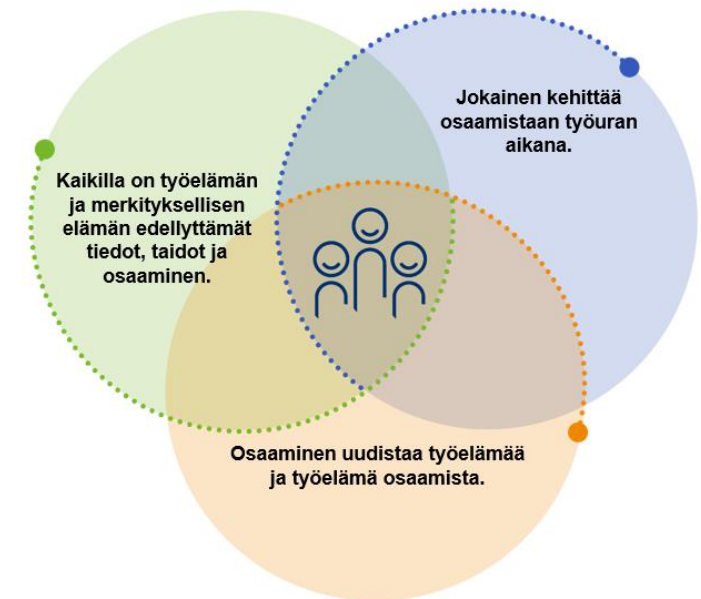 Jokainen kehittää
osaamistaan työuran
aikana.
Kaikilla on työelämän
ja merkityksellisen
elämän edellyttämät
tiedot, taidot ja
osaaminen.
Osaaminen uudistaa työelämää
ja työelämä osaamista.